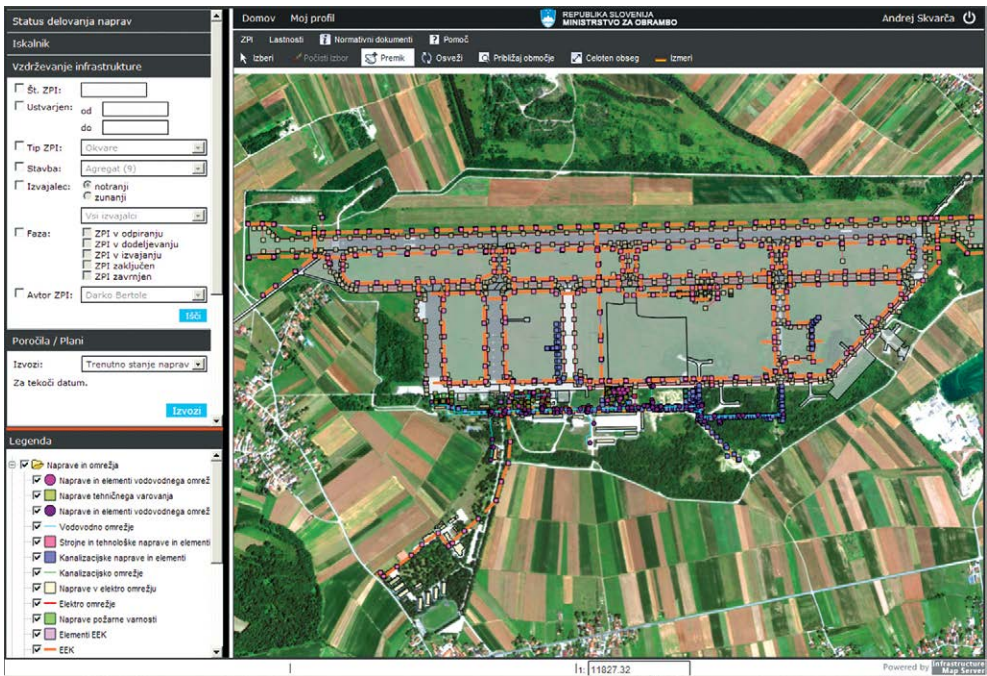 Status delovanja naprav
Iskalnik
Vzdrževanje infrastrukture
Št. ZPI:
Ustvarjen: od
do
Tip ZPI: Okvare
Stavba: Agregat (9)
Izvajalec: notranji
zunanji
Vsi izvajalci
Faza: ZPI v odpiranju
ZPI v dodeljevanju
ZPI v izvajanju
ZPI zaključen
ZPI zavrnjen
Avtor ZPI: Darko Bertole
Išči
Poročila / Plani
Izvozi: Trenutno stanje naprav
Za tekoči datum.
Izvozi
Legenda
Naprave in omrežja
Naprave in elementi vodovodnega omrež
Naprave tehničnega varovanja
Naprave in elementi vodovodnega omrež
Vodovodno omrežje
Strojne in tehnološke naprave in elementi
Kanalizacijske naprave in elementi
Kanalizacijsko omrežje
Naprave v elektro omrežju
Elektro omrežje
Naprave požarne varnosti
Elementi EEK
EEK
Domov Moj profil
REPUBLIKA SLOVENIJA
MINISTRSTVO ZA OBRAMBO
Andrej Skvarča
ZPI Lastnosti Normativni dokumenti Pomoč
Izberi Počisti izbor Premik Osveži Približaj območje Celoten obseg Izmeri
1: 11827.32
Powered by Infrastructure
Map Server